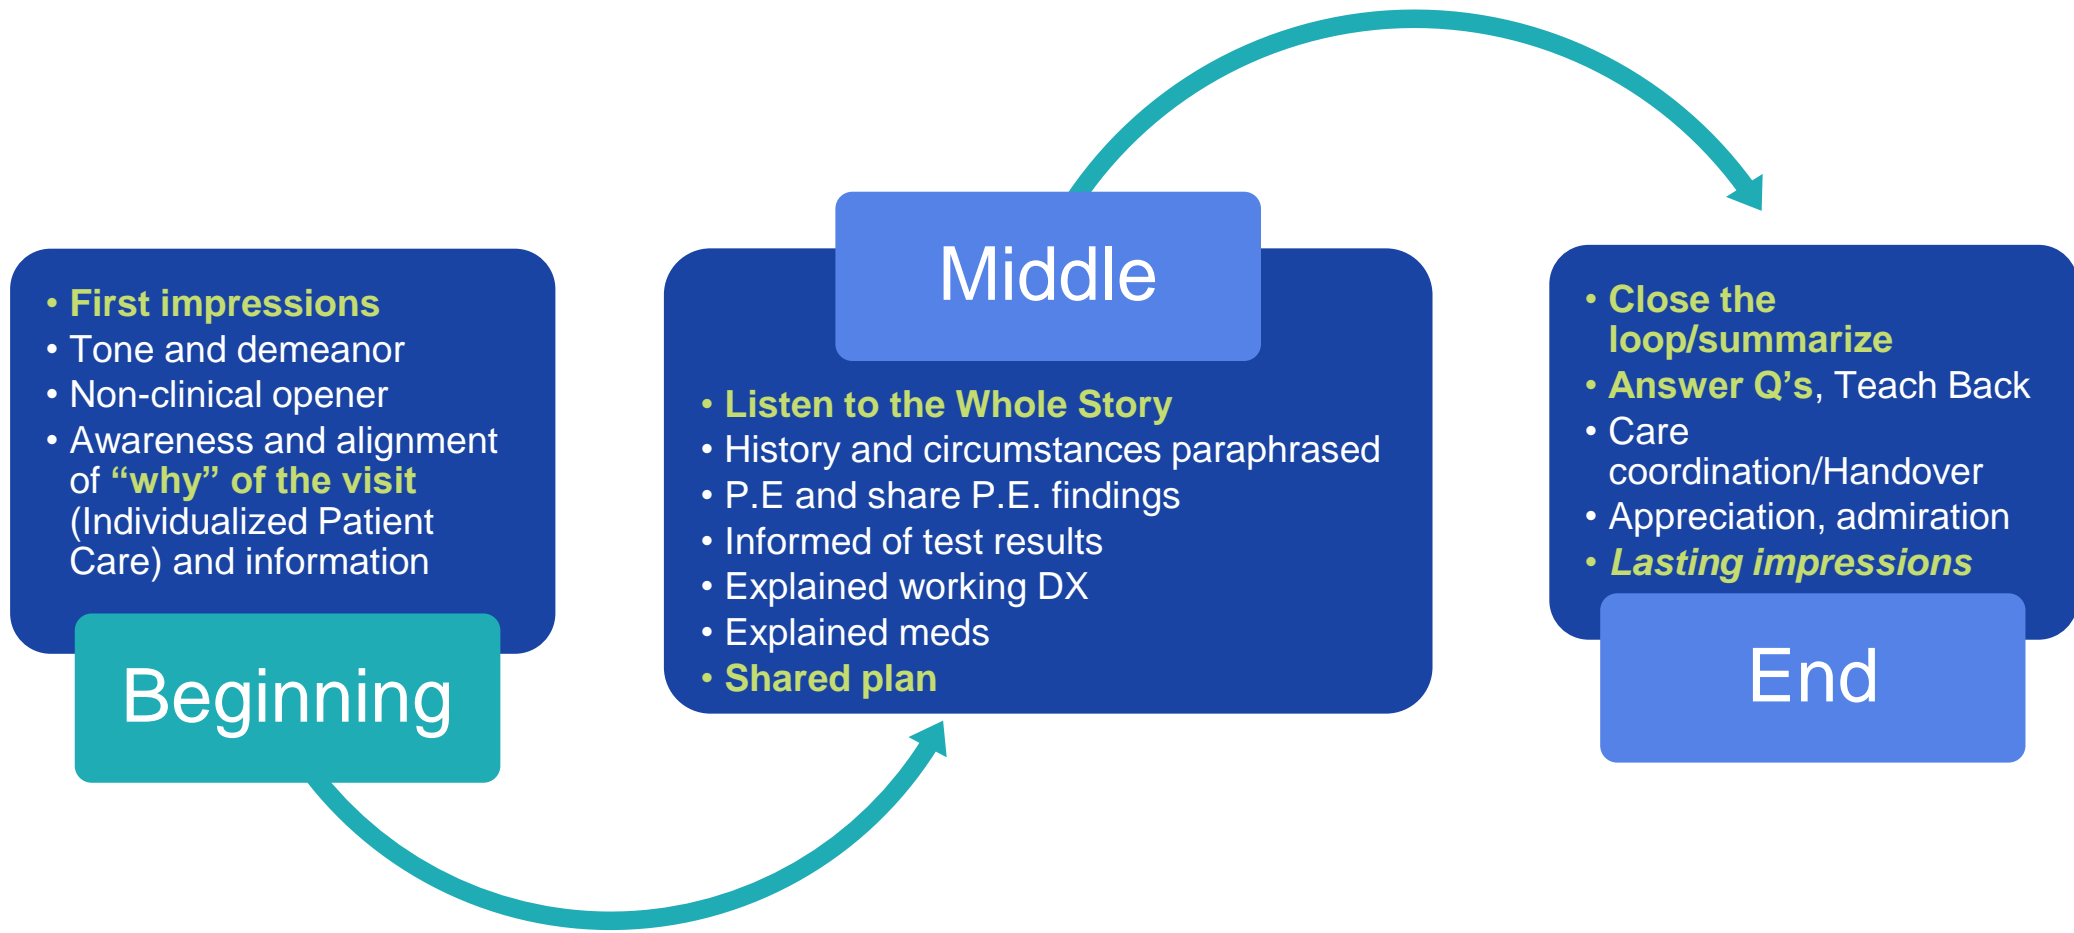 • First impressions
• Tone and demeanor
• Non-clinical opener
• Awareness and alignment
of “why” of the visit
(Individualized Patient
Care) and information
Beginning
Middle
• Listen to the Whole Story
• History and circumstances paraphrased
• P.E and share P.E. findings
• Informed of test results
• Explained working DX
• Explained meds
• Shared plan
• Close the
loop/summarize
• Answer Q’s, Teach Back
• Care
coordination/Handover
• Appreciation, admiration
• Lasting impressions
End